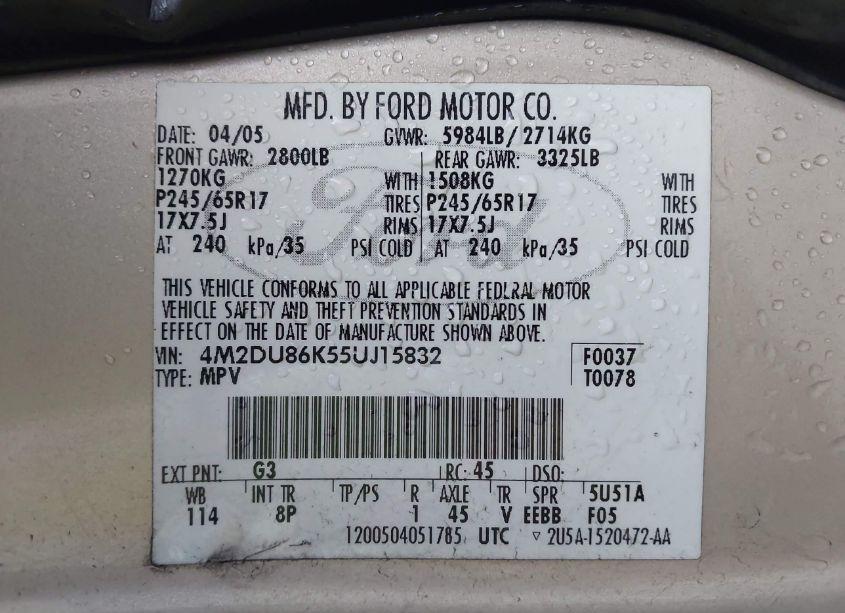 MFD. BY FORD MOTOR CO.
DATE: 04/05 GVWR: 5984LB/2714KG
FRONT GAWR: 2800LB REAR GAWR: 3325LB
1270KG WITH 1508KG WITH
P245/65R17 TIRES P245/65R17 TIRES
17X7.5J RIMS 17X7.5J RIMS
AT 240 kPa/35 PSI COLD AT 240 kPa/35 PSI COLD
Ford
THIS VEHICLE CONFORMS TO ALL APPLICABLE FEDERAL MOTOR
VEHICLE SAFETY AND THEFT PREVENTION STANDARDS IN
EFFECT ON THE DATE OF MANUFACTURE SHOWN ABOVE.
VIN: 4M2DU86K55UJ15832 F0037
TYPE: MPV T0078
EXT PNT: G3 RC: 45 DSO:
WB INT TR TP/PS R AXLE TR SPR 5U51A
114 8P 1 45 V EEBB F05
1200504051785 UTC ▽ 2U5A-1520472-AA